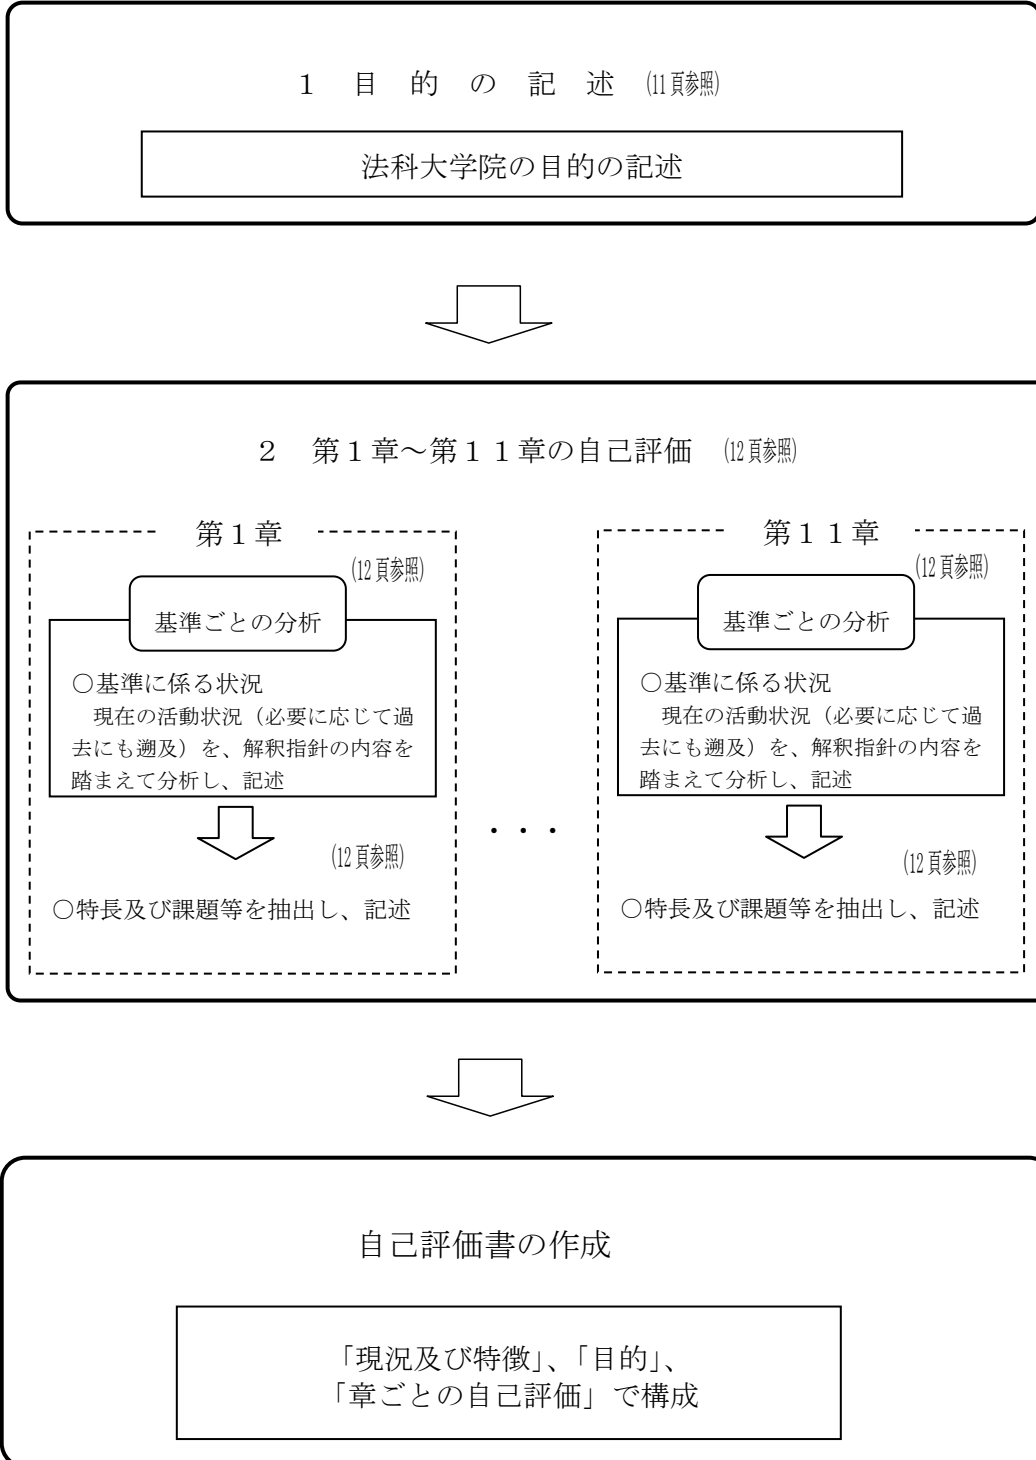 １　目　的　の　記　述　(11頁参照)
法科大学院の目的の記述
２　第１章～第１１章の自己評価　(12頁参照)
第１章
(12頁参照)
基準ごとの分析
○基準に係る状況
　現在の活動状況（必要に応じて過
去にも遡及）を、解釈指針の内容を
踏まえて分析し、記述
(12頁参照)
○特長及び課題等を抽出し、記述
・・・
第１１章
(12頁参照)
基準ごとの分析
○基準に係る状況
　現在の活動状況（必要に応じて過
去にも遡及）を、解釈指針の内容を
踏まえて分析し、記述
(12頁参照)
○特長及び課題等を抽出し、記述
自己評価書の作成
「現況及び特徴」、「目的」、
「章ごとの自己評価」で構成